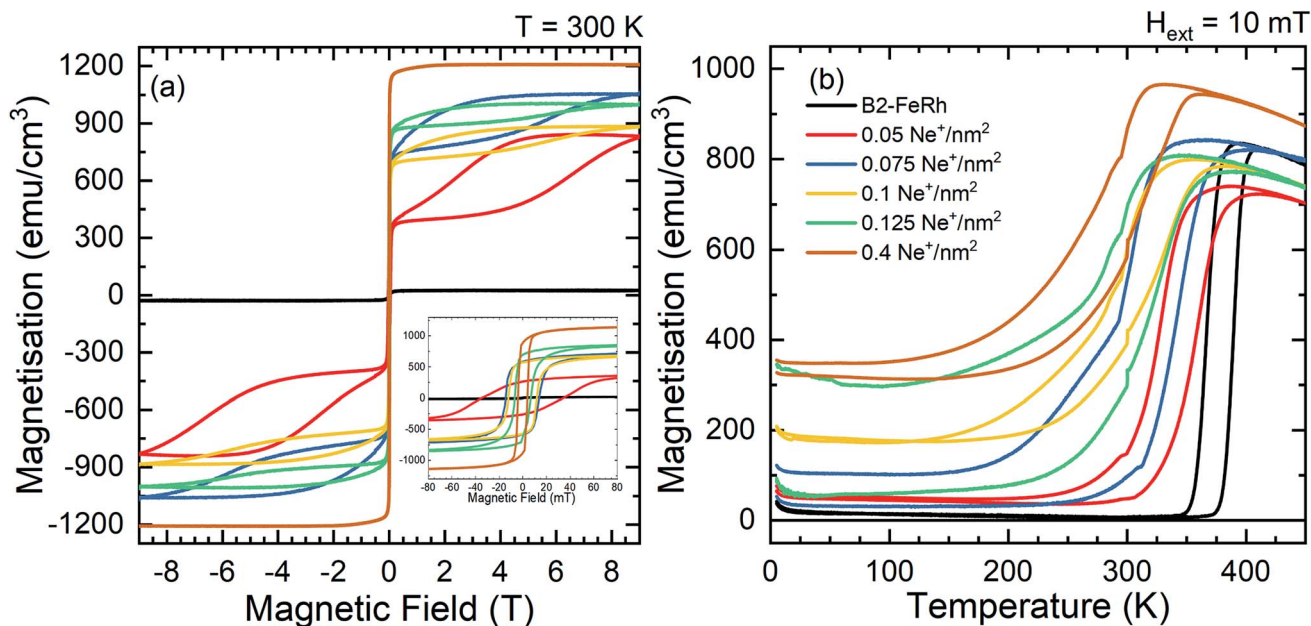 T = 300 K
(a)
1200
900
600
300
0
-300
-600
-900
-1200
Magnetisation (emu/cm³)
-8 -6 -4 -2 0 2 4 6 8
Magnetic Field (T)
1000
500
0
-500
-1000
-80 -60 -40 -20 0 20 40 60 80
Magnetic Field (mT)
H_ext = 10 mT
(b)
B2-FeRh
0.05 Ne⁺/nm²
0.075 Ne⁺/nm²
0.1 Ne⁺/nm²
0.125 Ne⁺/nm²
0.4 Ne⁺/nm²
1000
800
600
400
200
0
Magnetisation (emu/cm³)
0 100 200 300 400
Temperature (K)